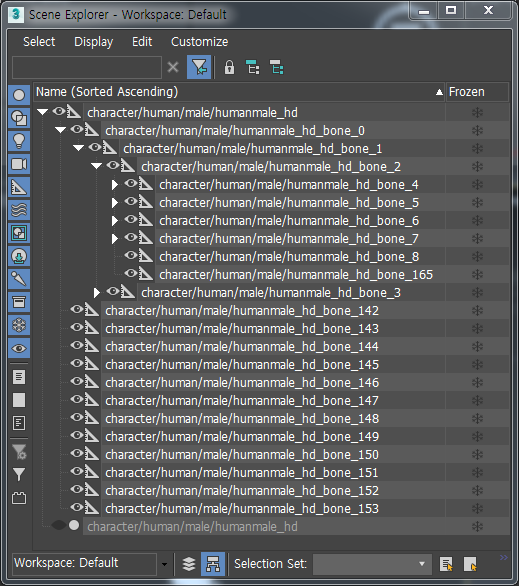 3 Scene Explorer - Workspace: Default
Select Display Edit Customize
Name (Sorted Ascending) Frozen
character/human/male/humanmale_hd
character/human/male/humanmale_hd_bone_0
character/human/male/humanmale_hd_bone_1
character/human/male/humanmale_hd_bone_2
character/human/male/humanmale_hd_bone_4
character/human/male/humanmale_hd_bone_5
character/human/male/humanmale_hd_bone_6
character/human/male/humanmale_hd_bone_7
character/human/male/humanmale_hd_bone_8
character/human/male/humanmale_hd_bone_165
character/human/male/humanmale_hd_bone_3
character/human/male/humanmale_hd_bone_142
character/human/male/humanmale_hd_bone_143
character/human/male/humanmale_hd_bone_144
character/human/male/humanmale_hd_bone_145
character/human/male/humanmale_hd_bone_146
character/human/male/humanmale_hd_bone_147
character/human/male/humanmale_hd_bone_148
character/human/male/humanmale_hd_bone_149
character/human/male/humanmale_hd_bone_150
character/human/male/humanmale_hd_bone_151
character/human/male/humanmale_hd_bone_152
character/human/male/humanmale_hd_bone_153
character/human/male/humanmale_hd
Workspace: Default Selection Set: